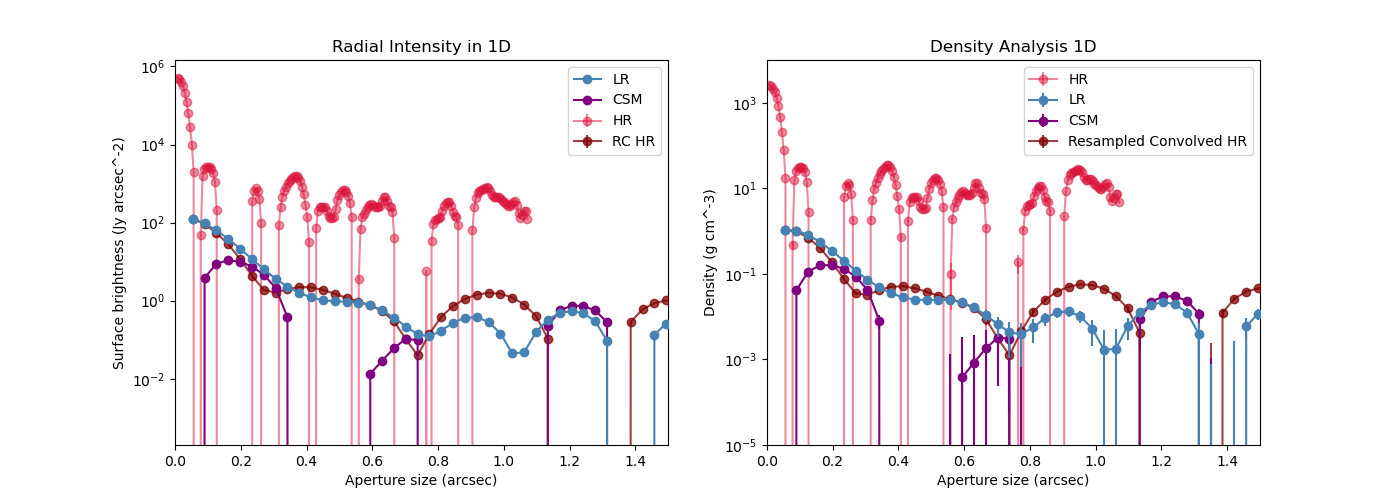 Radial Intensity in 1D
Surface brightness (Jy arcsec^-2)
10^6
10^4
10^2
10^0
10^-2
0.0 0.2 0.4 0.6 0.8 1.0 1.2 1.4
Aperture size (arcsec)
LR
CSM
HR
RC HR
Density Analysis 1D
Density (g cm^-3)
10^3
10^1
10^-1
10^-3
10^-5
0.0 0.2 0.4 0.6 0.8 1.0 1.2 1.4
Aperture size (arcsec)
HR
LR
CSM
Resampled Convolved HR